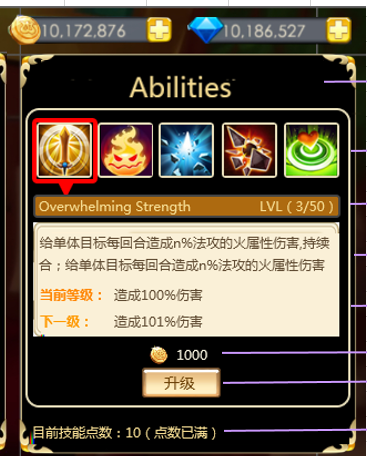 10,172,876 10,186,527
Abilities
Overwhelming Strength LVL ( 3/50 )
给单体目标每回合造成n%法攻的火属性伤害,持续
合；给单体目标每回合造成n%法攻的火属性伤害
当前等级： 造成100%伤害
下一级： 造成101%伤害
1000
升级
目前技能点数：10（点数已满）